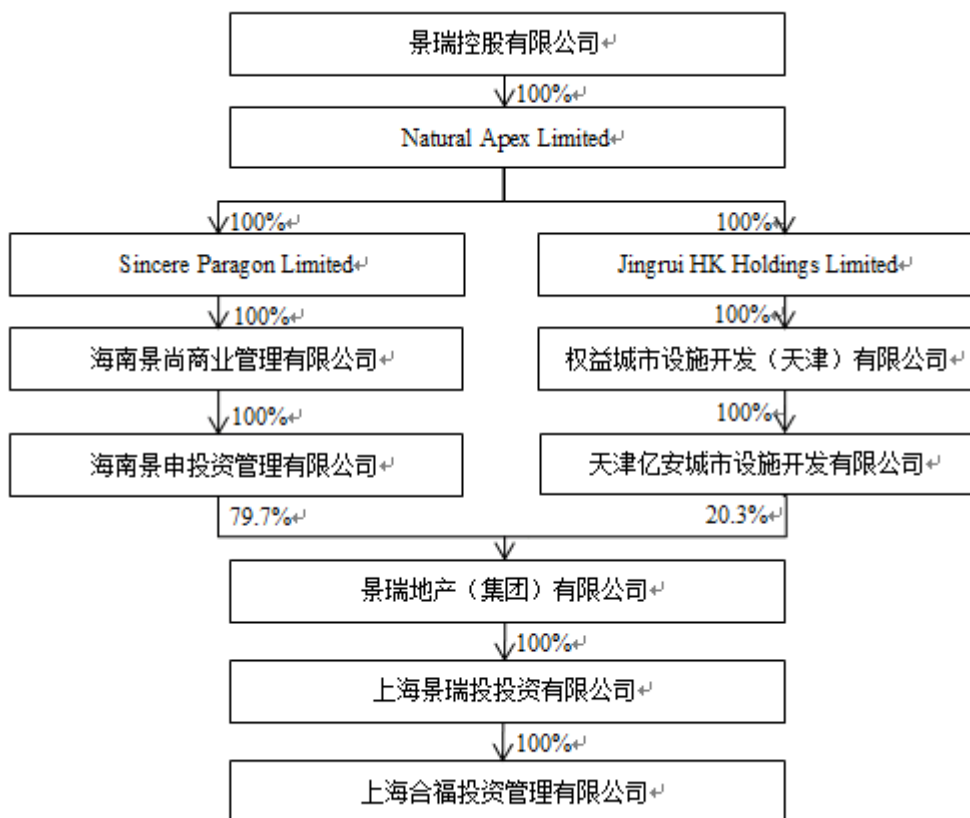 景瑞控股有限公司↵
100%↵
Natural Apex Limited↵
100%↵
100%↵
Sincere Paragon Limited↵
Jingrui HK Holdings Limited↵
100%↵
100%↵
海南景尚商业管理有限公司↵
权益城市设施开发（天津）有限公司↵
100%↵
100%↵
海南景申投资管理有限公司↵
天津亿安城市设施开发有限公司↵
79.7%↵
20.3%↵
景瑞地产（集团）有限公司↵
100%↵
上海景瑞投投资有限公司↵
100%↵
上海合福投资管理有限公司↵